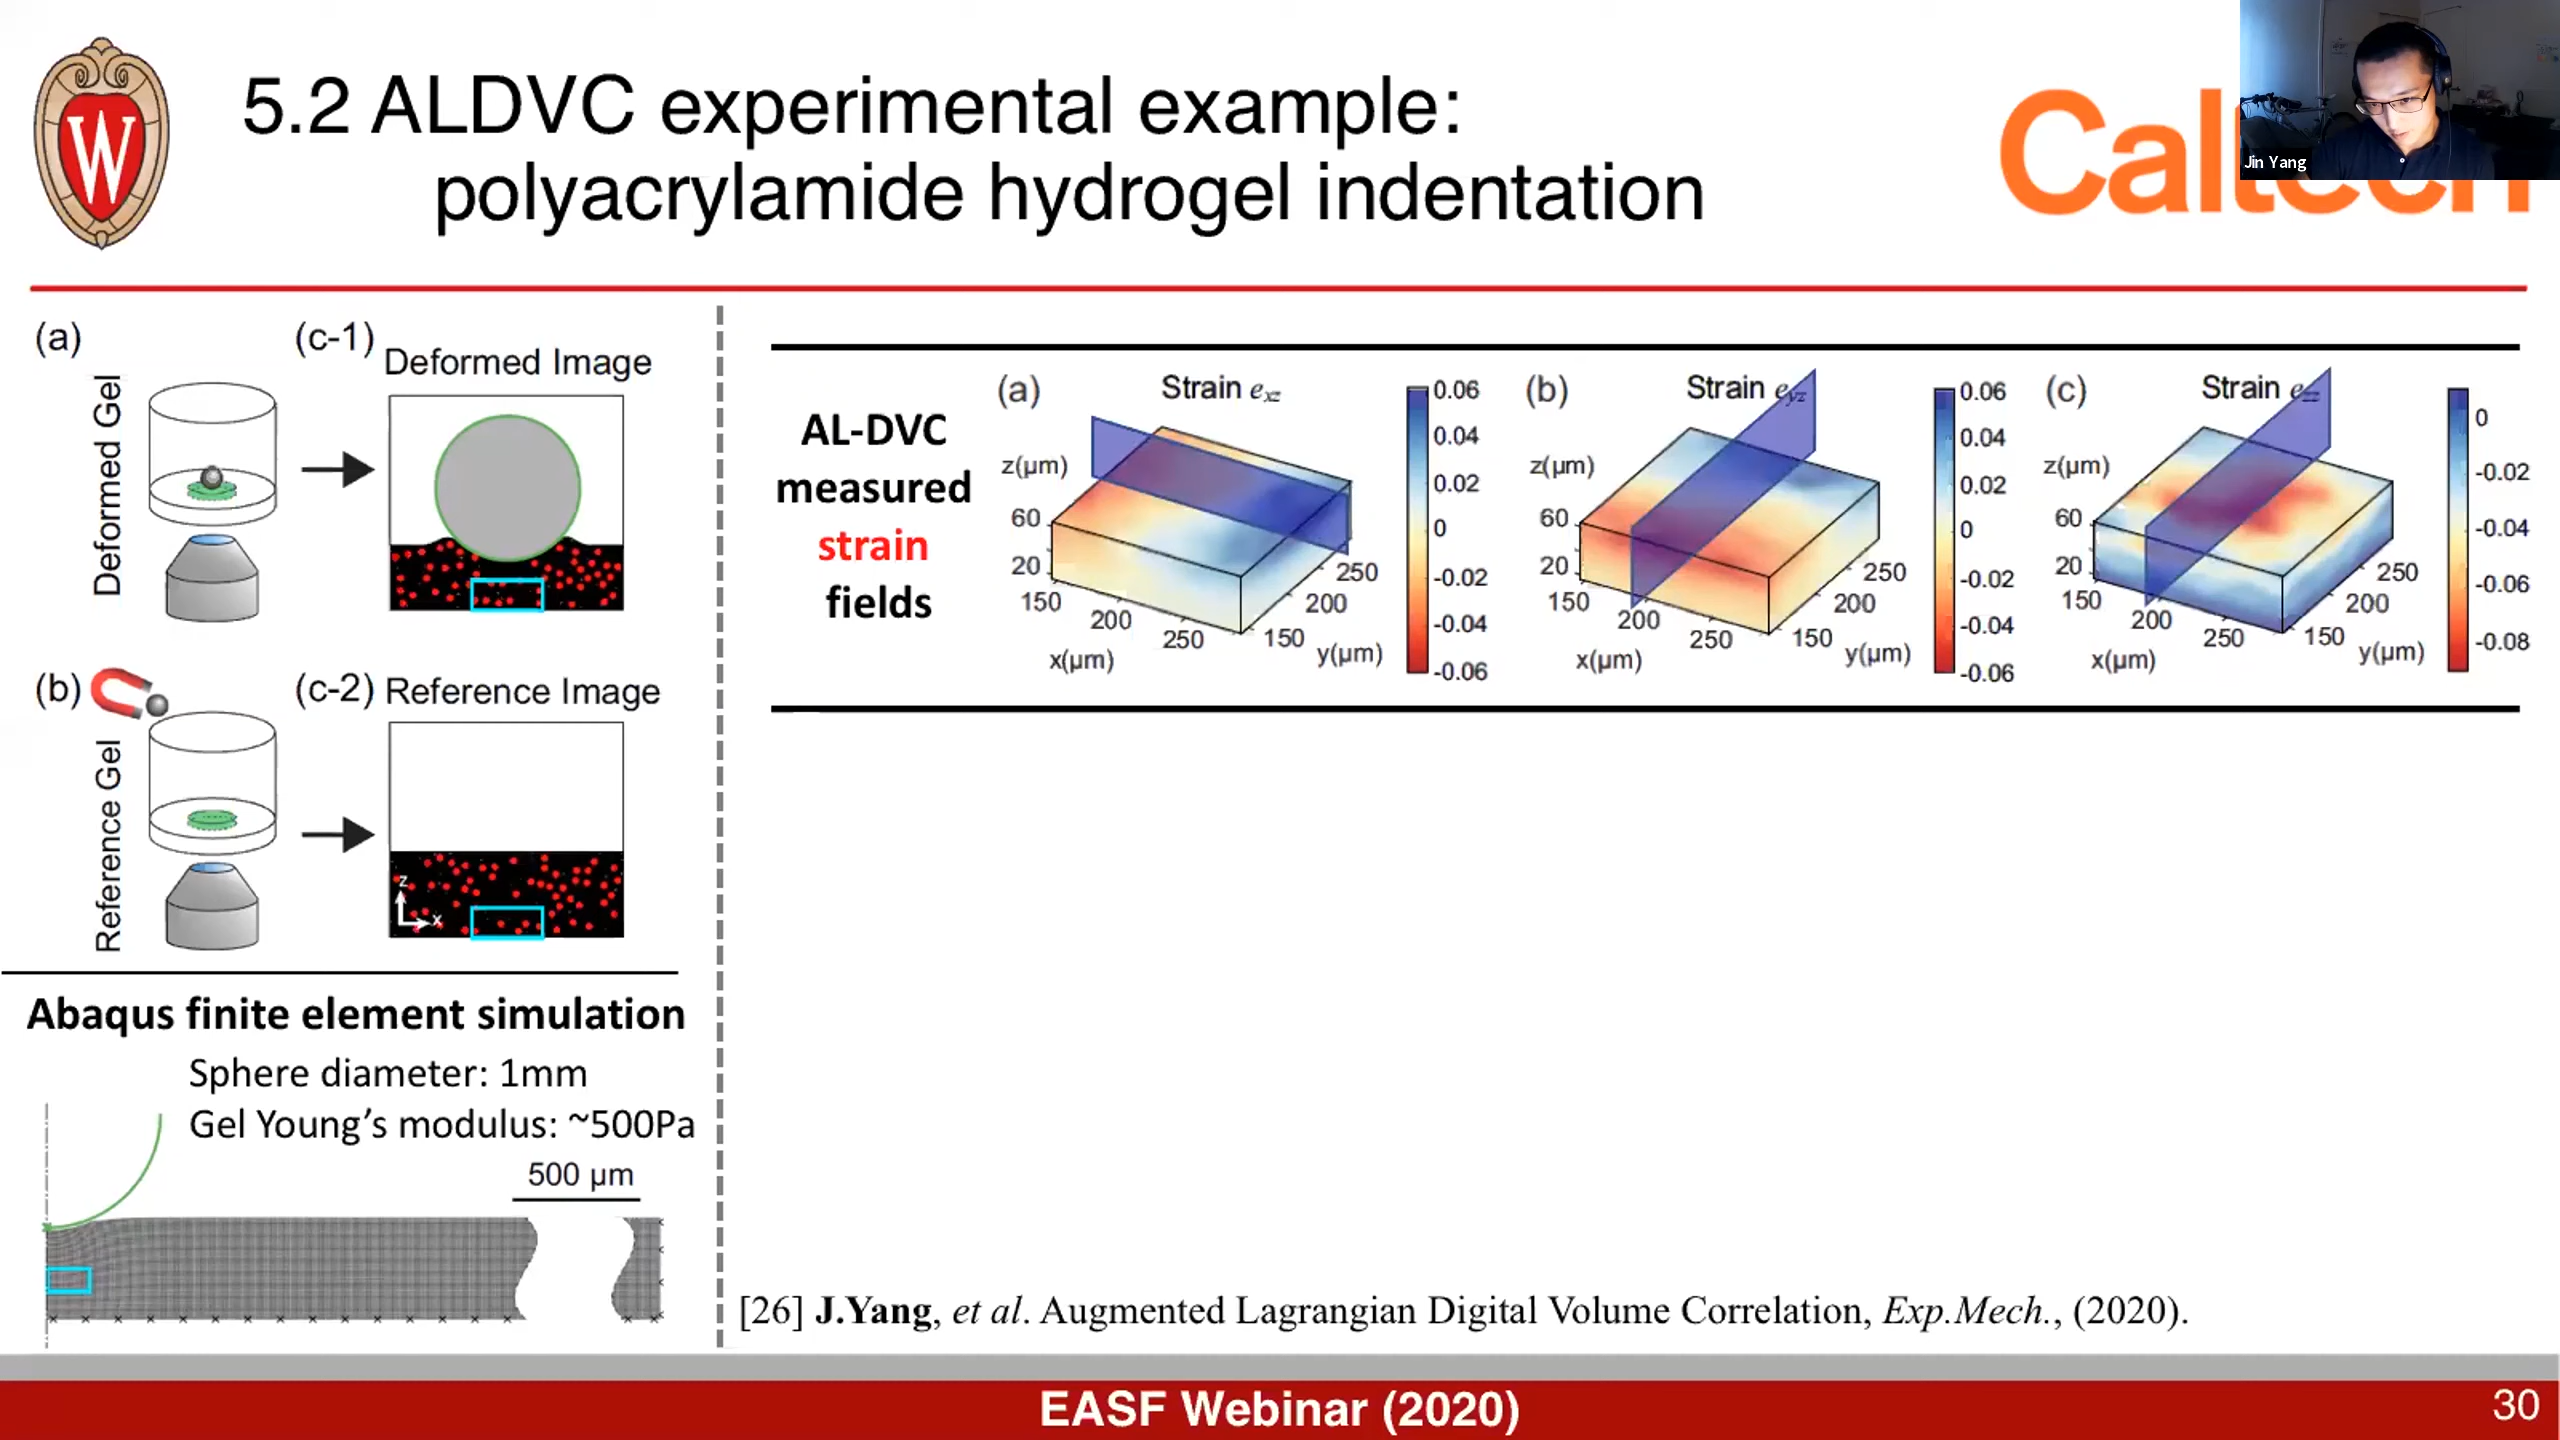 5.2 ALDVC experimental example:
polyacrylamide hydrogel indentation
W
Caltech
Jin Yang
(a)
Deformed Gel
(c-1)
Deformed Image
(b)
Reference Gel
(c-2) Reference Image
z
x
Abaqus finite element simulation
Sphere diameter: 1mm
Gel Young’s modulus: ~500Pa
500 μm
AL-DVC
measured
strain
fields
(a)
Strain exz
z(μm)
60
20
150
200
250
x(μm)
150
200
250
y(μm)
0.06
0.04
0.02
0
-0.02
-0.04
-0.06
(b)
Strain eyz
z(μm)
60
20
150
200
250
x(μm)
150
200
250
y(μm)
0.06
0.04
0.02
0
-0.02
-0.04
-0.06
(c)
Strain ezz
z(μm)
60
20
150
200
250
x(μm)
150
200
250
y(μm)
0
-0.02
-0.04
-0.06
-0.08
[26] J.Yang, et al. Augmented Lagrangian Digital Volume Correlation, Exp.Mech., (2020).
EASF Webinar (2020)
30